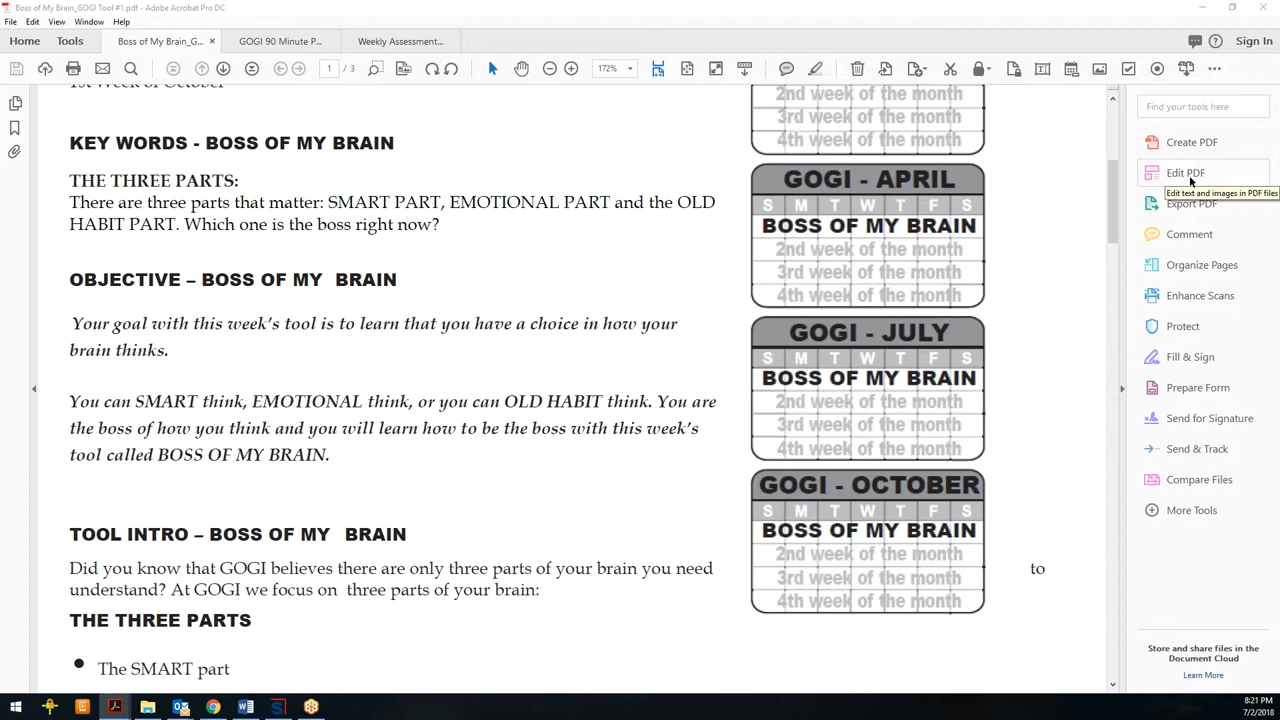 Boss of My Brain_GOGI Tool #1.pdf - Adobe Acrobat Pro DC
File Edit View Window Help
Home Tools Boss of My Brain_G... × GOGI 90 Minute P... Weekly Assessment... Sign In
1 / 3 172%
1st Week of October
KEY WORDS - BOSS OF MY BRAIN
THE THREE PARTS:
There are three parts that matter: SMART PART, EMOTIONAL PART and the OLD
HABIT PART. Which one is the boss right now?
OBJECTIVE – BOSS OF MY BRAIN
Your goal with this week's tool is to learn that you have a choice in how your
brain thinks.
You can SMART think, EMOTIONAL think, or you can OLD HABIT think. You are
the boss of how you think and you will learn how to be the boss with this week's
tool called BOSS OF MY BRAIN.
TOOL INTRO – BOSS OF MY BRAIN
Did you know that GOGI believes there are only three parts of your brain you need to
understand? At GOGI we focus on three parts of your brain:
THE THREE PARTS
• The SMART part
2nd week of the month
3rd week of the month
4th week of the month
GOGI - APRIL
S M T W T F S
BOSS OF MY BRAIN
2nd week of the month
3rd week of the month
4th week of the month
GOGI - JULY
S M T W T F S
BOSS OF MY BRAIN
2nd week of the month
3rd week of the month
4th week of the month
GOGI - OCTOBER
S M T W T F S
BOSS OF MY BRAIN
2nd week of the month
3rd week of the month
4th week of the month
Find your tools here
Create PDF
Edit PDF
Edit text and images in PDF files
Export PDF
Comment
Organize Pages
Enhance Scans
Protect
Fill & Sign
Prepare Form
Send for Signature
Send & Track
Compare Files
More Tools
Store and share files in the
Document Cloud
Learn More
8:21 PM
7/2/2018